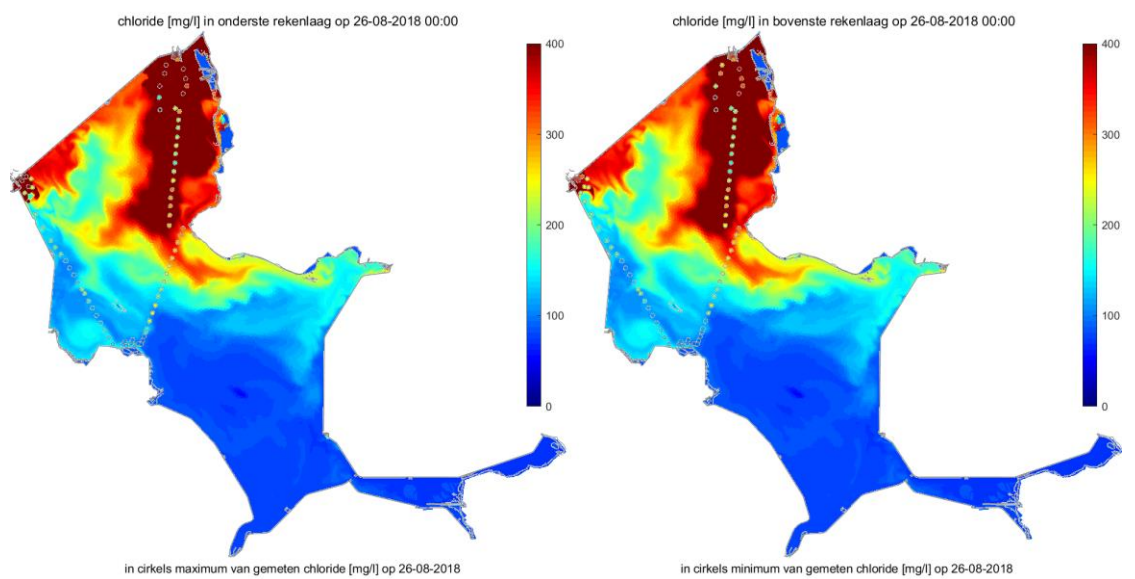 chloride [mg/l] in onderste rekenlaag op 26-08-2018 00:00
400
300
200
100
0
in cirkels maximum van gemeten chloride [mg/l] op 26-08-2018
chloride [mg/l] in bovenste rekenlaag op 26-08-2018 00:00
400
300
200
100
0
in cirkels minimum van gemeten chloride [mg/l] op 26-08-2018